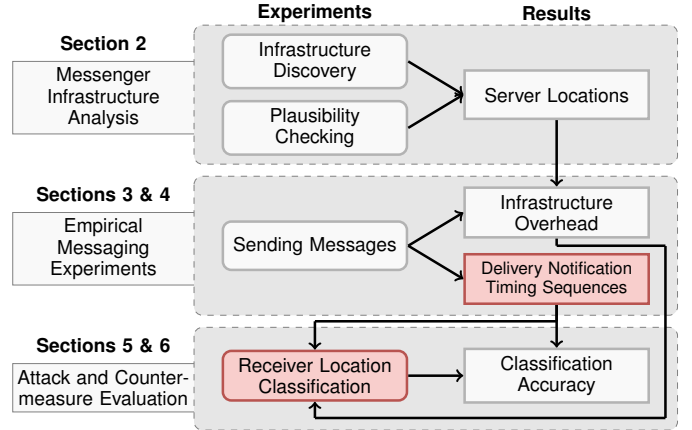 Experiments
Results
Section 2
Messenger
Infrastructure
Analysis
Infrastructure
Discovery
Plausibility
Checking
Server Locations
Sections 3 & 4
Empirical
Messaging
Experiments
Sending Messages
Infrastructure
Overhead
Delivery Notification
Timing Sequences
Sections 5 & 6
Attack and Counter-
measure Evaluation
Receiver Location
Classification
Classification
Accuracy